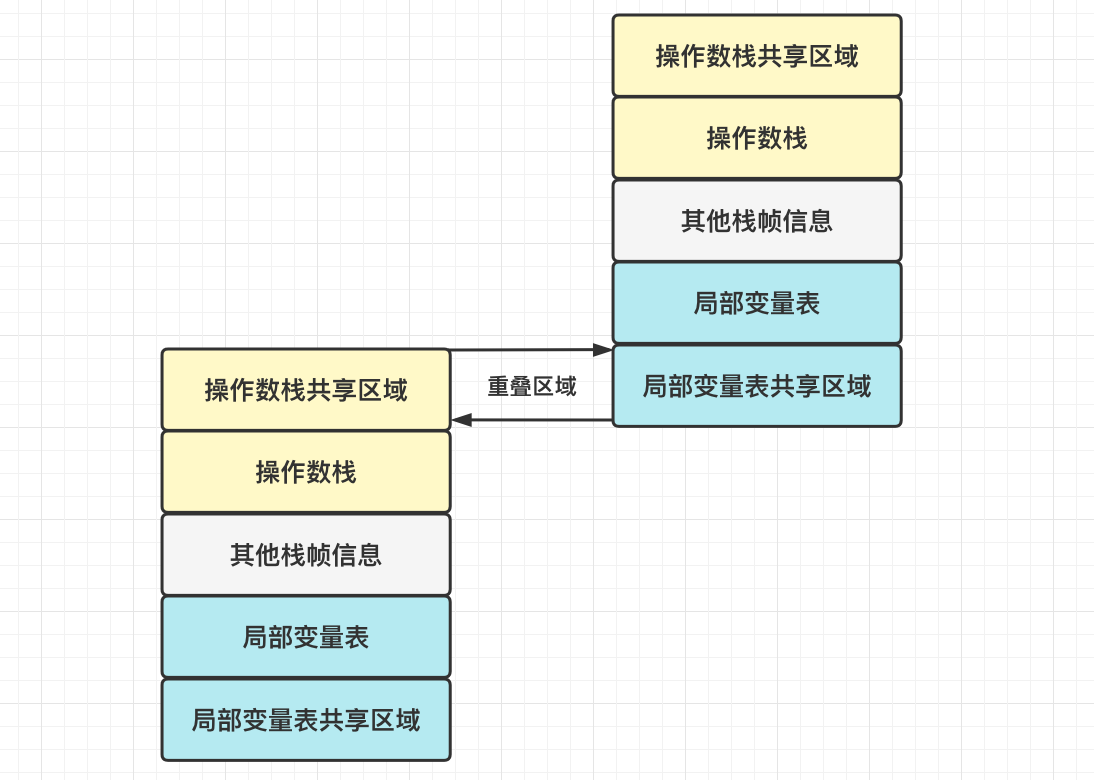 操作数栈共享区域
操作数栈
其他栈帧信息
局部变量表
局部变量表共享区域
重叠区域
操作数栈共享区域
操作数栈
其他栈帧信息
局部变量表
局部变量表共享区域